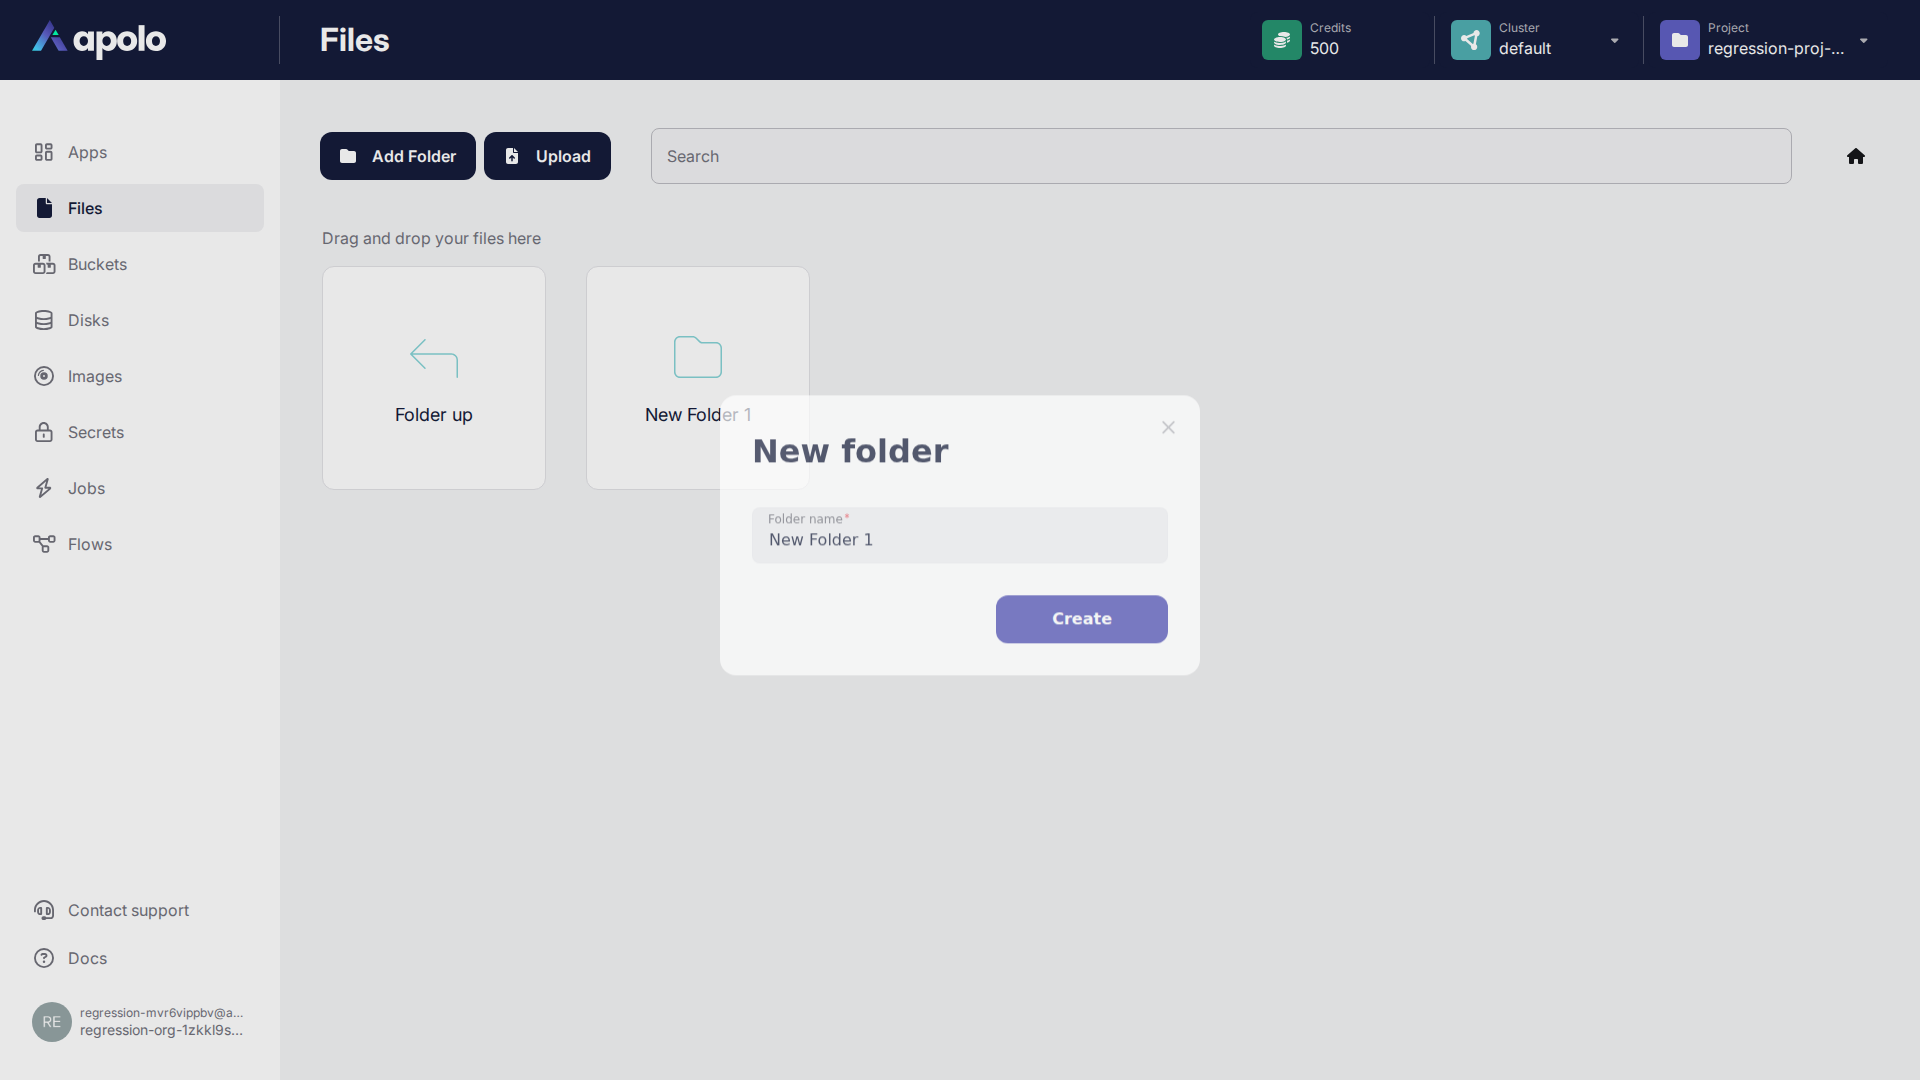 apolo
Files
Credits
500
Cluster
default
Project
regression-proj-...
Apps
Files
Buckets
Disks
Images
Secrets
Jobs
Flows
Contact support
Docs
RE
regression-mvr6vippbv@a...
regression-org-1zkkl9s...
Add Folder
Upload
Search
Drag and drop your files here
Folder up
New Folder 1
New folder
Folder name*
New Folder 1
Create